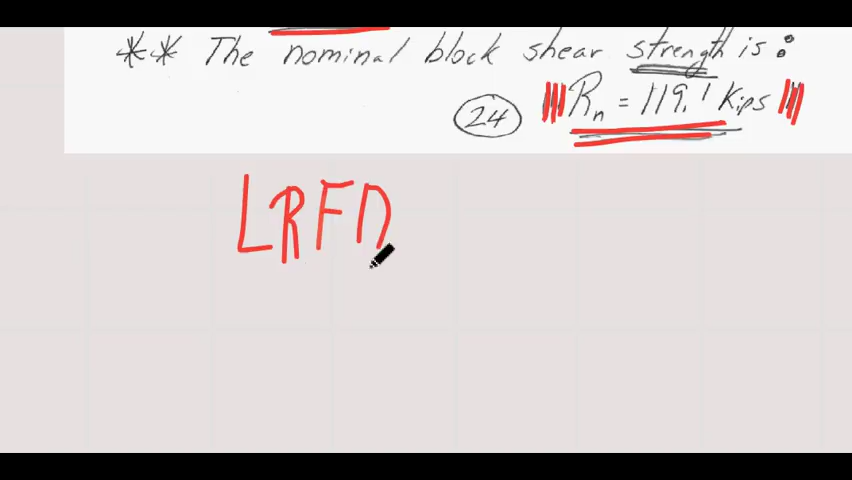 ** The nominal block shear strength is:
24 Rn = 119.1 Kips
LRFD